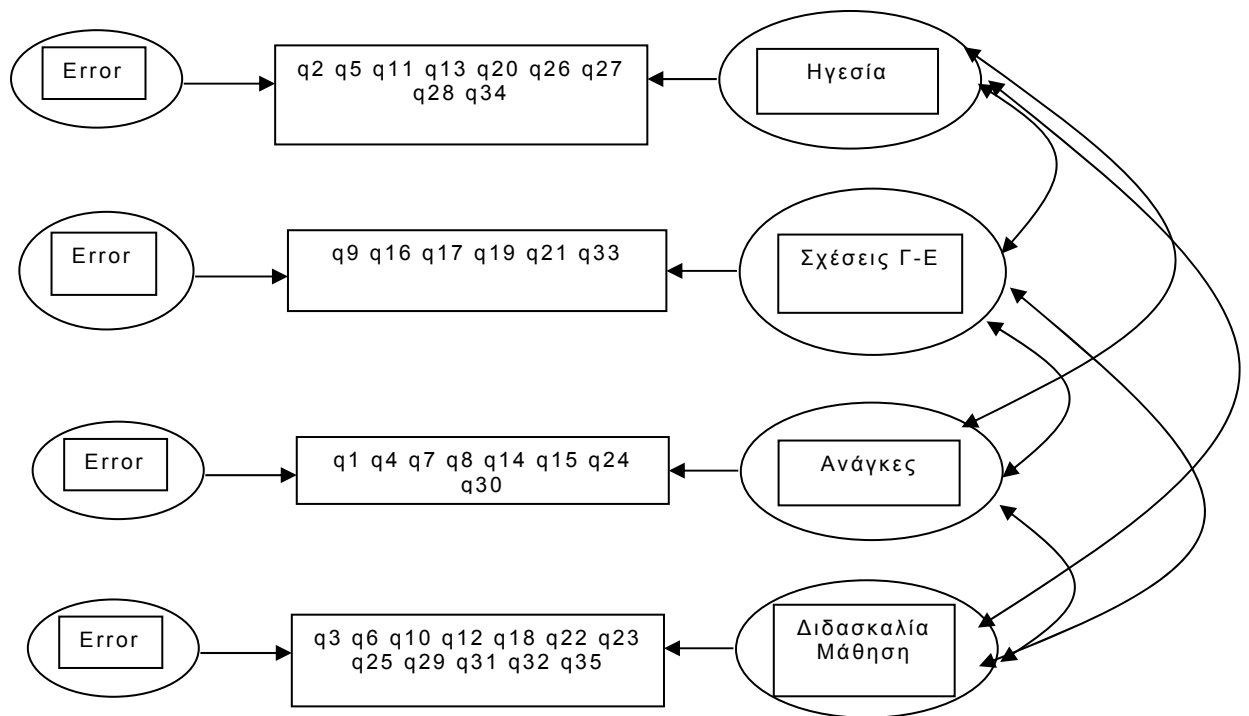 Error
q2 q5 q11 q13 q20 q26 q27
q28 q34
Ηγεσία
Error
q9 q16 q17 q19 q21 q33
Σχέσεις Γ-Ε
Error
q1 q4 q7 q8 q14 q15 q24
q30
Ανάγκες
Error
q3 q6 q10 q12 q18 q22 q23
q25 q29 q31 q32 q35
Διδασκαλία
Μάθηση